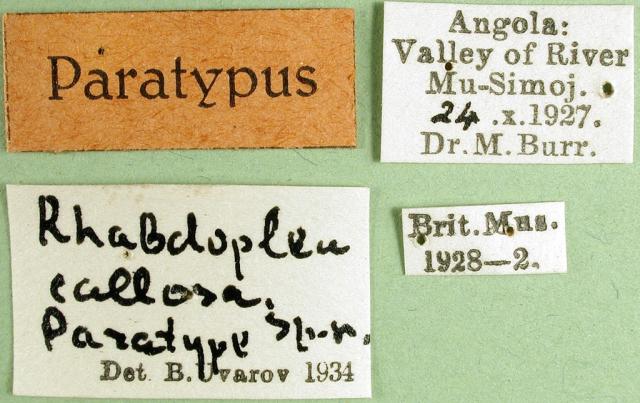 Paratypus
Angola:
Valley of River
Mu-Simoj.
24 .x.1927.
Dr. M. Burr.
Rhabdoplea
callosa.
Paratype sp.n.
Det. B. Uvarov 1934
Brit. Mus.
1928—2.